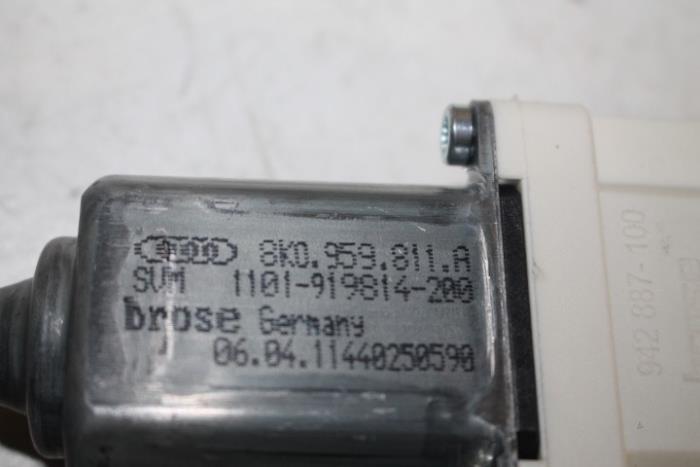 8K0.959.811.A
SVM 1101-919814-200
brose Germany
06.04.11440250590
942 887-100